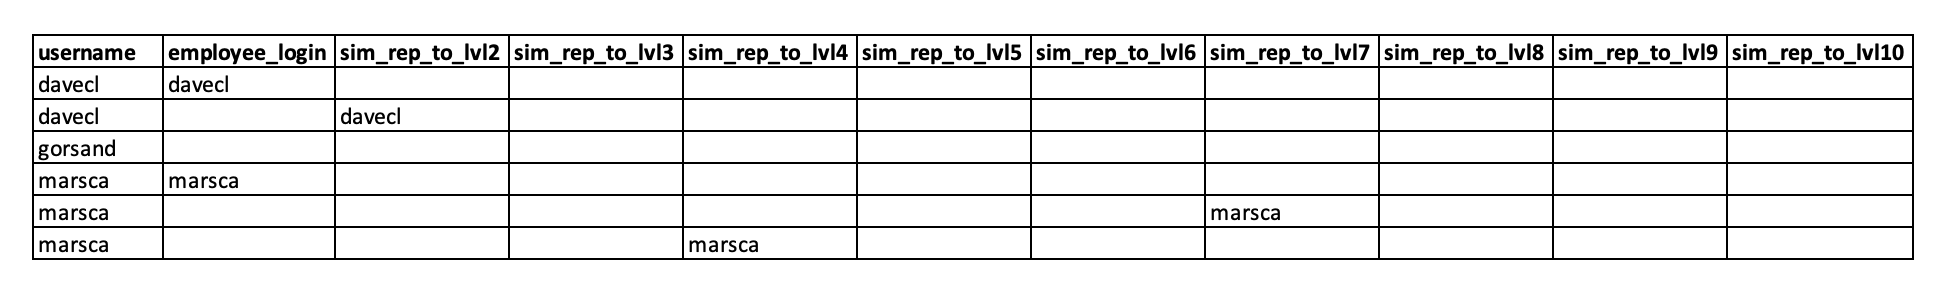 username employee_login sim_rep_to_lvl2 sim_rep_to_lvl3 sim_rep_to_lvl4 sim_rep_to_lvl5 sim_rep_to_lvl6 sim_rep_to_lvl7 sim_rep_to_lvl8 sim_rep_to_lvl9 sim_rep_to_lvl10
davecl davecl
davecl davecl
gorsand
marsca marsca
marsca marsca
marsca marsca